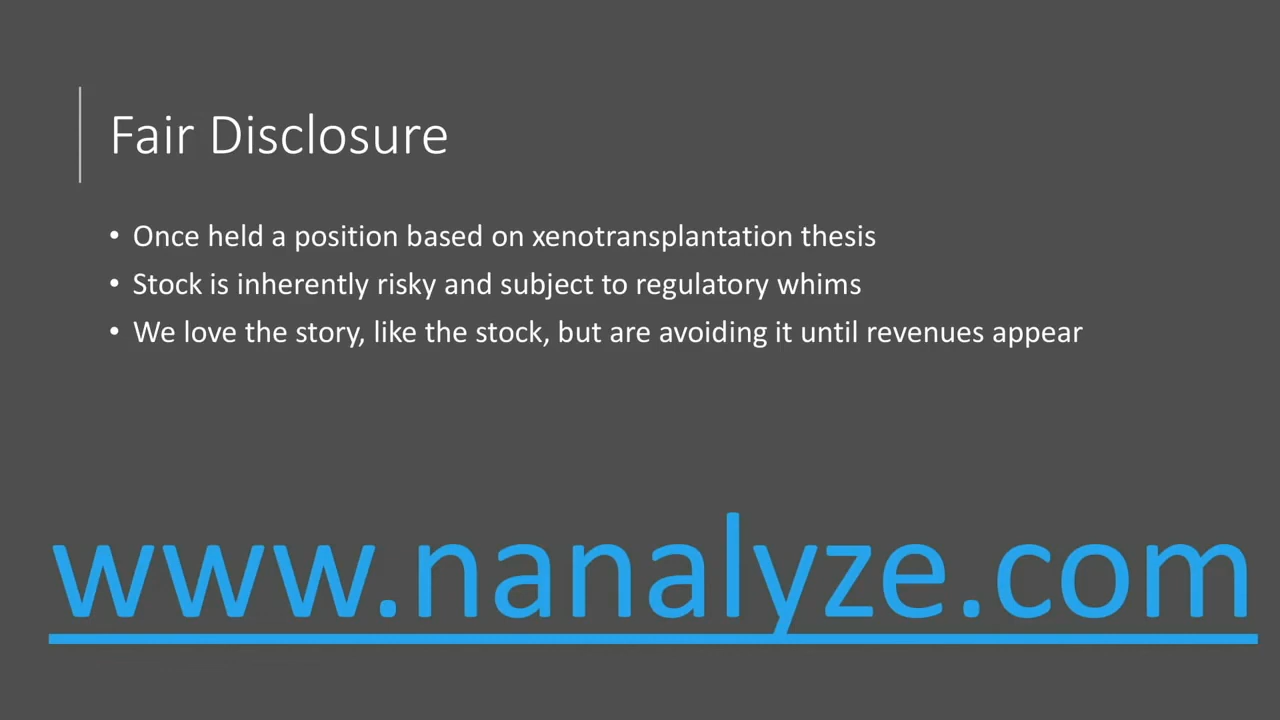 Fair Disclosure
• Once held a position based on xenotransplantation thesis
• Stock is inherently risky and subject to regulatory whims
• We love the story, like the stock, but are avoiding it until revenues appear
www.nanalyze.com